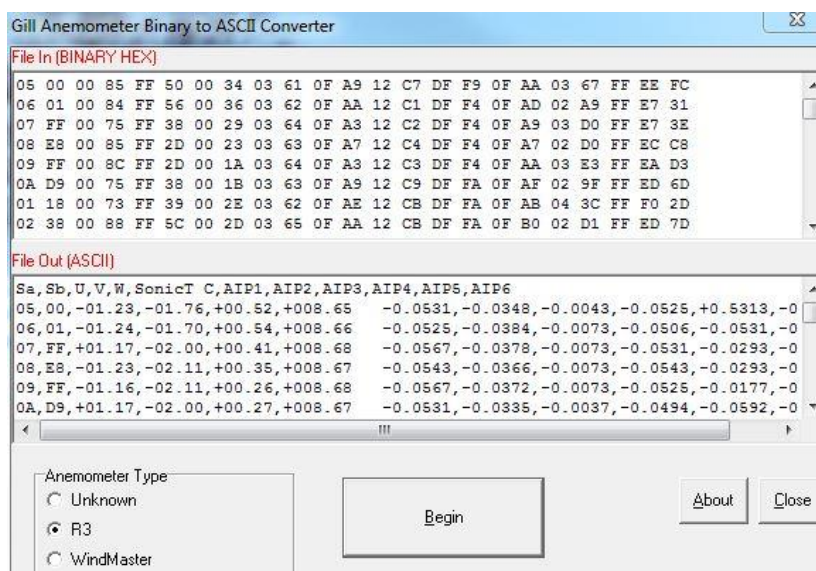 Gill Anemometer Binary to ASCII Converter
File In (BINARY HEX)
05 00 00 85 FF 50 00 34 03 61 0F A9 12 C7 DF F9 0F AA 03 67 FF EE FC
06 01 00 84 FF 56 00 36 03 62 0F AA 12 C1 DF F4 0F AD 02 A9 FF E7 31
07 FF 00 75 FF 38 00 29 03 64 0F A3 12 C2 DF F4 0F A9 03 D0 FF E7 3E
08 E8 00 85 FF 2D 00 23 03 63 0F A7 12 C4 DF F4 0F A7 02 D0 FF EC C8
09 FF 00 8C FF 2D 00 1A 03 64 0F A3 12 C3 DF F4 0F AA 03 E3 FF EA D3
0A D9 00 75 FF 38 00 1B 03 63 0F A9 12 C9 DF FA 0F AF 02 9F FF ED 6D
01 18 00 73 FF 39 00 2E 03 62 0F AE 12 CB DF FA 0F AB 04 3C FF F0 2D
02 38 00 88 FF 5C 00 2D 03 65 0F AA 12 CB DF FA 0F B0 02 D1 FF ED 7D
File Out (ASCII)
Sa,Sb,U,V,W,SonicT C,AIP1,AIP2,AIP3,AIP4,AIP5,AIP6
05,00,-01.23,-01.76,+00.52,+008.65 -0.0531,-0.0348,-0.0043,-0.0525,+0.5313,-0
06,01,-01.24,-01.70,+00.54,+008.66 -0.0525,-0.0384,-0.0073,-0.0506,-0.0531,-0
07,FF,+01.17,-02.00,+00.41,+008.68 -0.0567,-0.0378,-0.0073,-0.0531,-0.0293,-0
08,E8,-01.23,-02.11,+00.35,+008.67 -0.0543,-0.0366,-0.0073,-0.0543,-0.0293,-0
09,FF,-01.16,-02.11,+00.26,+008.68 -0.0567,-0.0372,-0.0073,-0.0525,-0.0177,-0
0A,D9,+01.17,-02.00,+00.27,+008.67 -0.0531,-0.0335,-0.0037,-0.0494,-0.0592,-0
Anemometer Type
Unknown
R3
WindMaster
Begin
About
Close